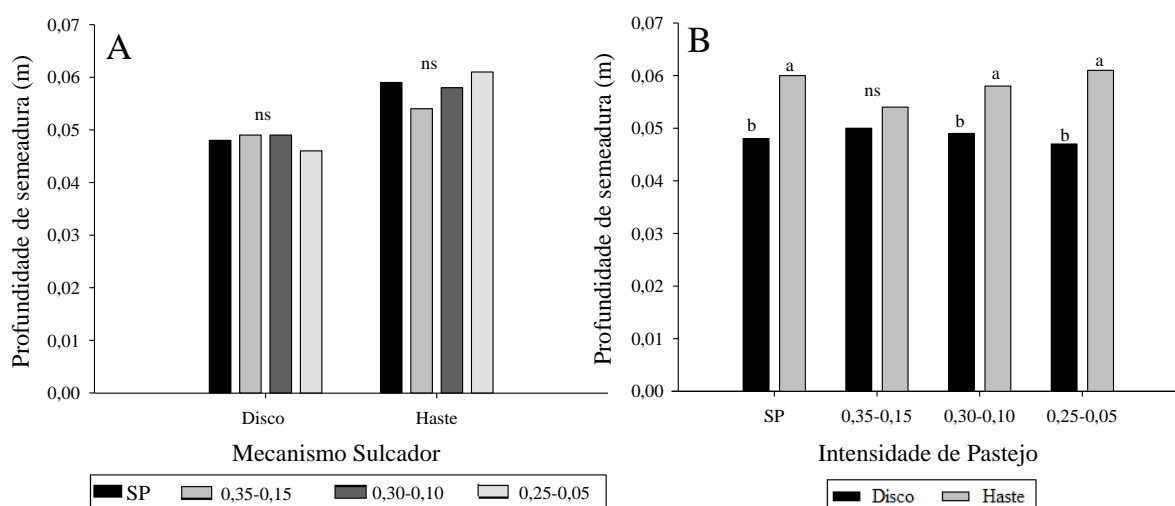 A
Profundidade de semeadura (m)
0,07
0,06
0,05
0,04
0,03
0,02
0,01
0,00
ns
ns
Disco
Haste
Mecanismo Sulcador
SP
0,35-0,15
0,30-0,10
0,25-0,05
B
Profundidade de semeadura (m)
0,07
0,06
0,05
0,04
0,03
0,02
0,01
0,00
b
a
ns
b
a
b
a
SP
0,35-0,15
0,30-0,10
0,25-0,05
Intensidade de Pastejo
Disco
Haste